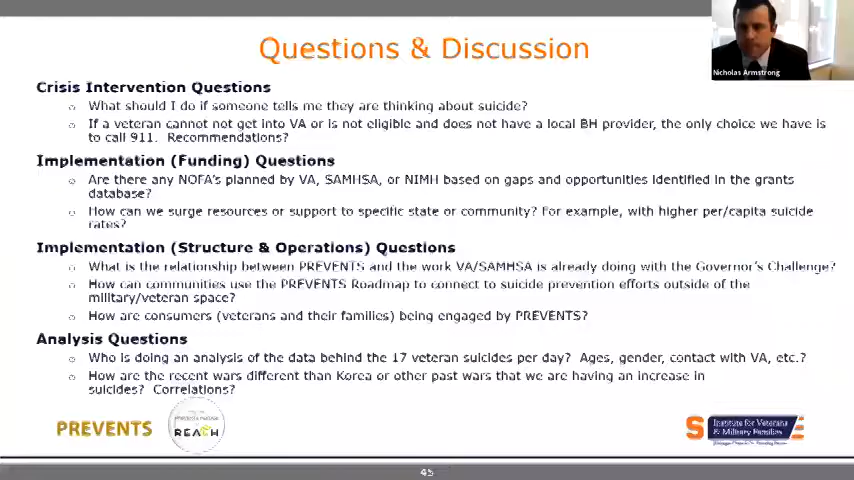 Questions & Discussion
Nicholas Armstrong
Crisis Intervention Questions
o What should I do if someone tells me they are thinking about suicide?
o If a veteran cannot not get into VA or is not eligible and does not have a local BH provider, the only choice we have is
to call 911. Recommendations?
Implementation (Funding) Questions
o Are there any NOFA's planned by VA, SAMHSA, or NIMH based on gaps and opportunities identified in the grants
database?
o How can we surge resources or support to specific state or community? For example, with higher per/capita suicide
rates?
Implementation (Structure & Operations) Questions
o What is the relationship between PREVENTS and the work VA/SAMHSA is already doing with the Governor's Challenge?
o How can communities use the PREVENTS Roadmap to connect to suicide prevention efforts outside of the
military/veteran space?
o How are consumers (veterans and their families) being engaged by PREVENTS?
Analysis Questions
o Who is doing an analysis of the data behind the 17 veteran suicides per day? Ages, gender, contact with VA, etc.?
o How are the recent wars different than Korea or other past wars that we are having an increase in
suicides? Correlations?
PREVENTS
REACH
S
Institute for Veterans
& Military Families
45